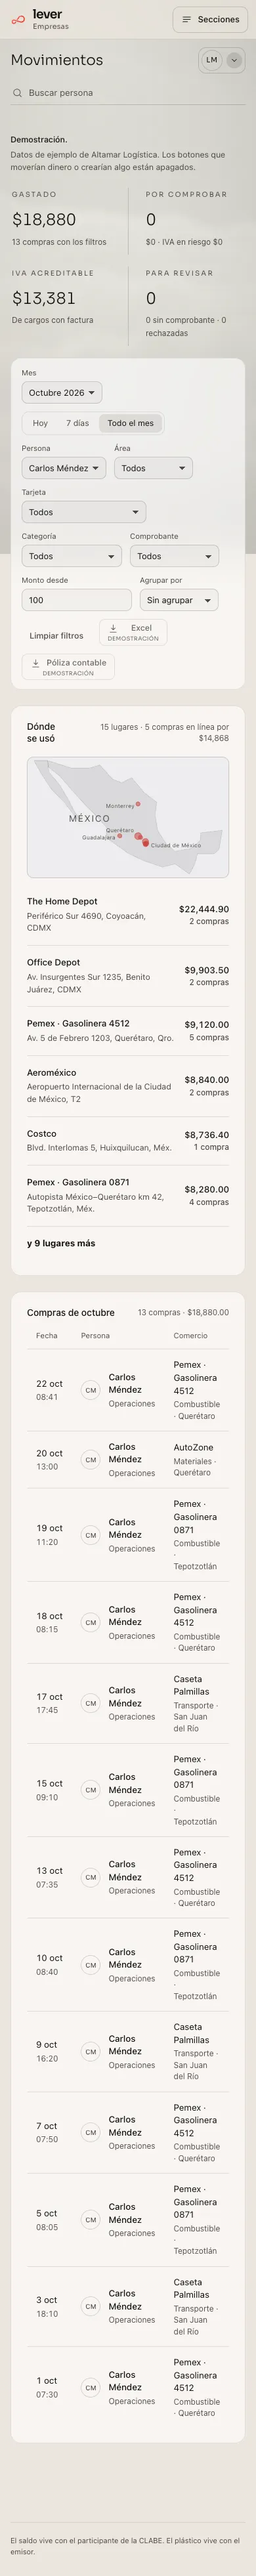 lever
Empresas
Secciones
Movimientos
LM
Buscar persona
Demostración.
Datos de ejemplo de Altamar Logística. Los botones que
moverían dinero o crearían algo están apagados.
GASTADO
$18,880
13 compras con los filtros
POR COMPROBAR
0
$0 · IVA en riesgo $0
IVA ACREDITABLE
$13,381
De cargos con factura
PARA REVISAR
0
0 sin comprobante · 0
rechazadas
Mes
Octubre 2026
Hoy
7 días
Todo el mes
Persona
Carlos Méndez
Área
Todos
Tarjeta
Todos
Categoría
Todos
Comprobante
Todos
Monto desde
100
Agrupar por
Sin agrupar
Limpiar filtros
Excel
DEMOSTRACIÓN
Póliza contable
DEMOSTRACIÓN
Dónde
se usó
15 lugares · 5 compras en línea por
$14,868
Monterrey
MÉXICO
Querétaro
Guadalajara
Ciudad de México
The Home Depot
Periférico Sur 4690, Coyoacán,
CDMX
$22,444.90
2 compras
Office Depot
Av. Insurgentes Sur 1235, Benito
Juárez, CDMX
$9,903.50
2 compras
Pemex · Gasolinera 4512
Av. 5 de Febrero 1203, Querétaro, Qro.
$9,120.00
5 compras
Aeroméxico
Aeropuerto Internacional de la Ciudad
de México, T2
$8,840.00
2 compras
Costco
Blvd. Interlomas 5, Huixquilucan, Méx.
$8,736.40
1 compra
Pemex · Gasolinera 0871
Autopista México–Querétaro km 42,
Tepotzotlán, Méx.
$8,280.00
4 compras
y 9 lugares más
Compras de octubre
13 compras · $18,880.00
Fecha
Persona
Comercio
22 oct
08:41
CM
Carlos
Méndez
Operaciones
Pemex ·
Gasolinera
4512
Combustible
· Querétaro
20 oct
13:00
CM
Carlos
Méndez
Operaciones
AutoZone
Materiales ·
Querétaro
19 oct
11:20
CM
Carlos
Méndez
Operaciones
Pemex ·
Gasolinera
0871
Combustible
·
Tepotzotlán
18 oct
08:15
CM
Carlos
Méndez
Operaciones
Pemex ·
Gasolinera
4512
Combustible
· Querétaro
17 oct
17:45
CM
Carlos
Méndez
Operaciones
Caseta
Palmillas
Transporte ·
San Juan
del Río
15 oct
09:10
CM
Carlos
Méndez
Operaciones
Pemex ·
Gasolinera
0871
Combustible
·
Tepotzotlán
13 oct
07:35
CM
Carlos
Méndez
Operaciones
Pemex ·
Gasolinera
4512
Combustible
· Querétaro
10 oct
08:40
CM
Carlos
Méndez
Operaciones
Pemex ·
Gasolinera
0871
Combustible
·
Tepotzotlán
9 oct
16:20
CM
Carlos
Méndez
Operaciones
Caseta
Palmillas
Transporte ·
San Juan
del Río
7 oct
07:50
CM
Carlos
Méndez
Operaciones
Pemex ·
Gasolinera
4512
Combustible
· Querétaro
5 oct
08:05
CM
Carlos
Méndez
Operaciones
Pemex ·
Gasolinera
0871
Combustible
·
Tepotzotlán
3 oct
18:10
CM
Carlos
Méndez
Operaciones
Caseta
Palmillas
Transporte ·
San Juan
del Río
1 oct
07:30
CM
Carlos
Méndez
Operaciones
Pemex ·
Gasolinera
4512
Combustible
· Querétaro
El saldo vive con el participante de la CLABE. El plástico vive con el
emisor.